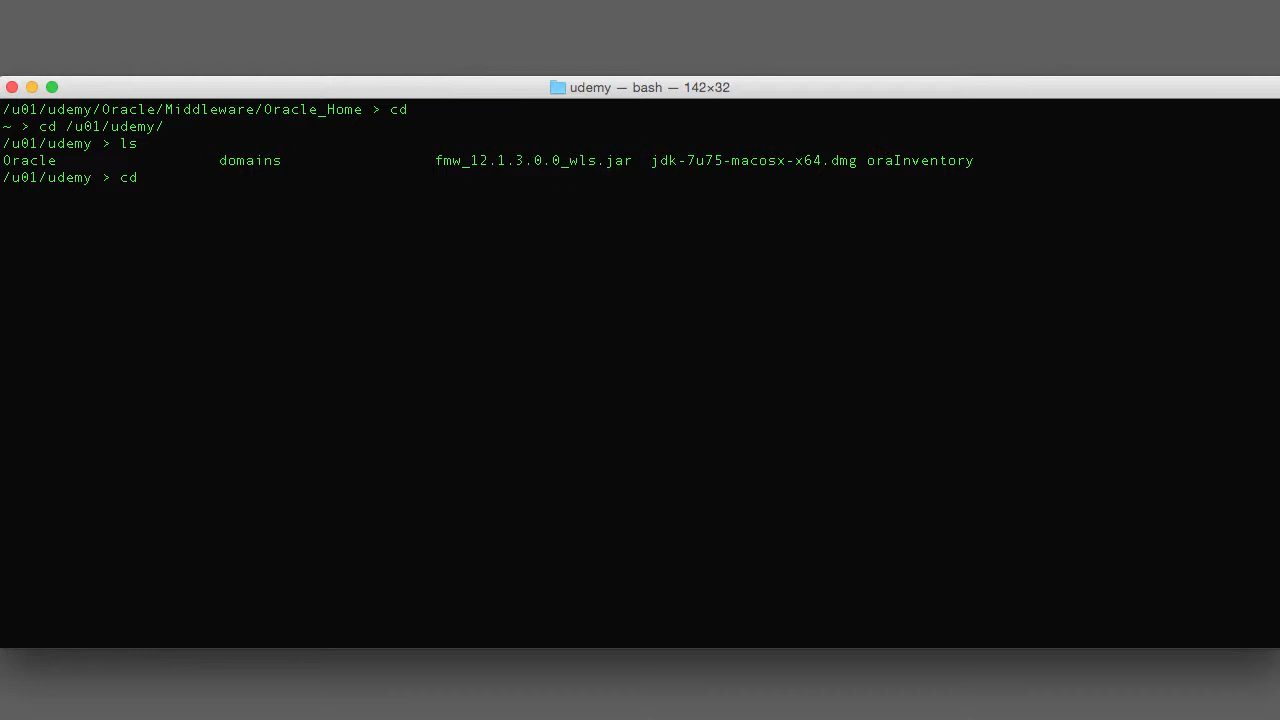 udemy — bash — 142×32
/u01/udemy/Oracle/Middleware/Oracle_Home > cd
~ > cd /u01/udemy/
/u01/udemy > ls
Oracle domains fmw_12.1.3.0.0_wls.jar jdk-7u75-macosx-x64.dmg oraInventory
/u01/udemy > cd